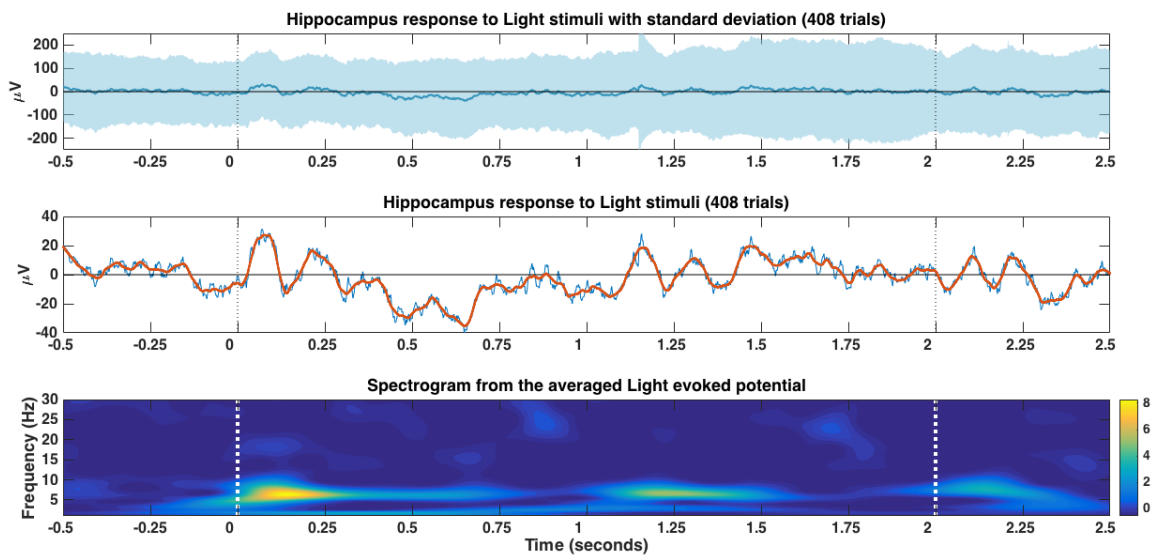 Hippocampus response to Light stimuli with standard deviation (408 trials)
μV
200
100
0
-100
-200
-0.5 -0.25 0 0.25 0.5 0.75 1 1.25 1.5 1.75 2 2.25 2.5
Hippocampus response to Light stimuli (408 trials)
μV
40
20
0
-20
-40
-0.5 -0.25 0 0.25 0.5 0.75 1 1.25 1.5 1.75 2 2.25 2.5
Spectrogram from the averaged Light evoked potential
Frequency (Hz)
30
25
20
15
10
5
8
6
4
2
0
-0.5 -0.25 0 0.25 0.5 0.75 1 1.25 1.5 1.75 2 2.25 2.5
Time (seconds)